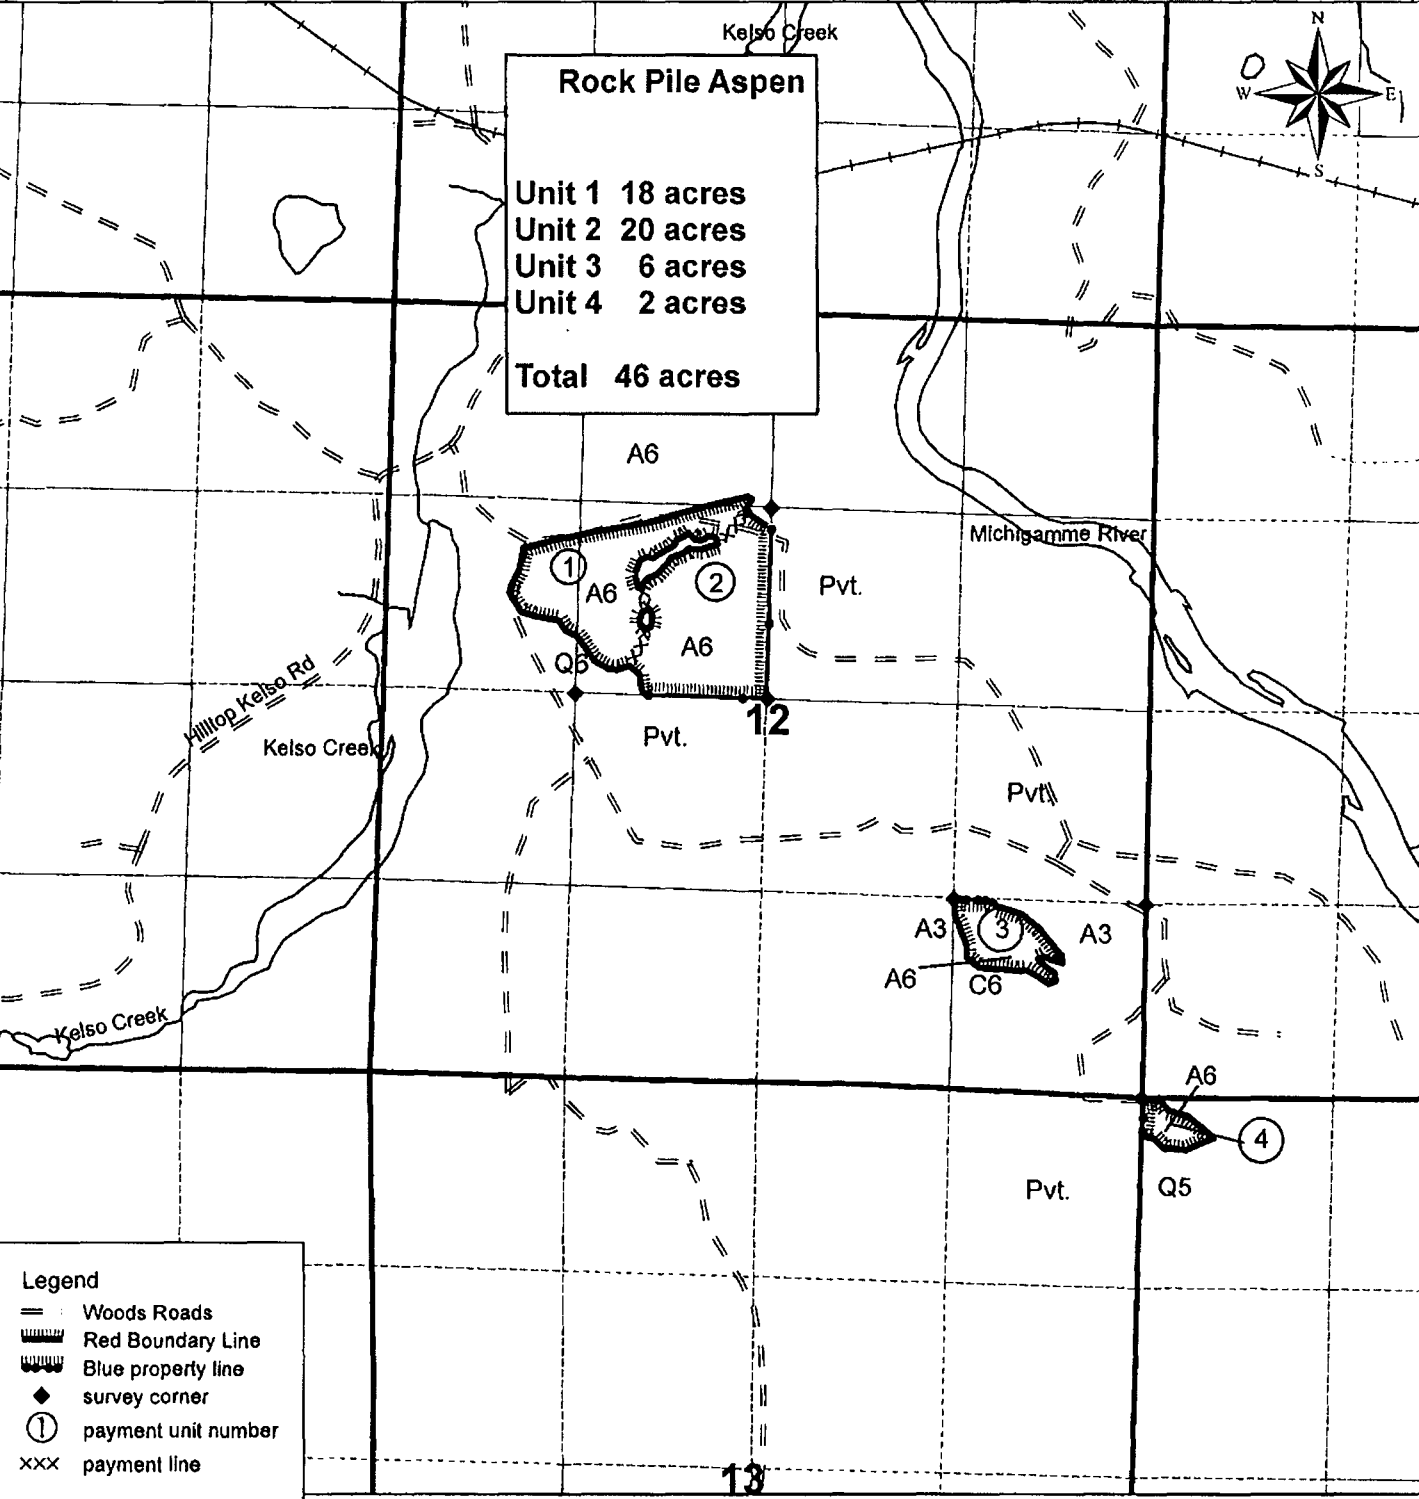 Kelso Creek
N
W E
S
Rock Pile Aspen
Unit 1 18 acres
Unit 2 20 acres
Unit 3 6 acres
Unit 4 2 acres
Total 46 acres
A6
Michigamme River
1
A6
2
Pvt.
A6
Q6
Hilltop Kelso Rd
12
Pvt.
Kelso Creek
Pvt.
A3
3
A3
A6
C6
Kelso Creek
A6
4
Pvt.
Q5
Legend
Woods Roads
Red Boundary Line
Blue property line
survey corner
1 payment unit number
xxx payment line
13